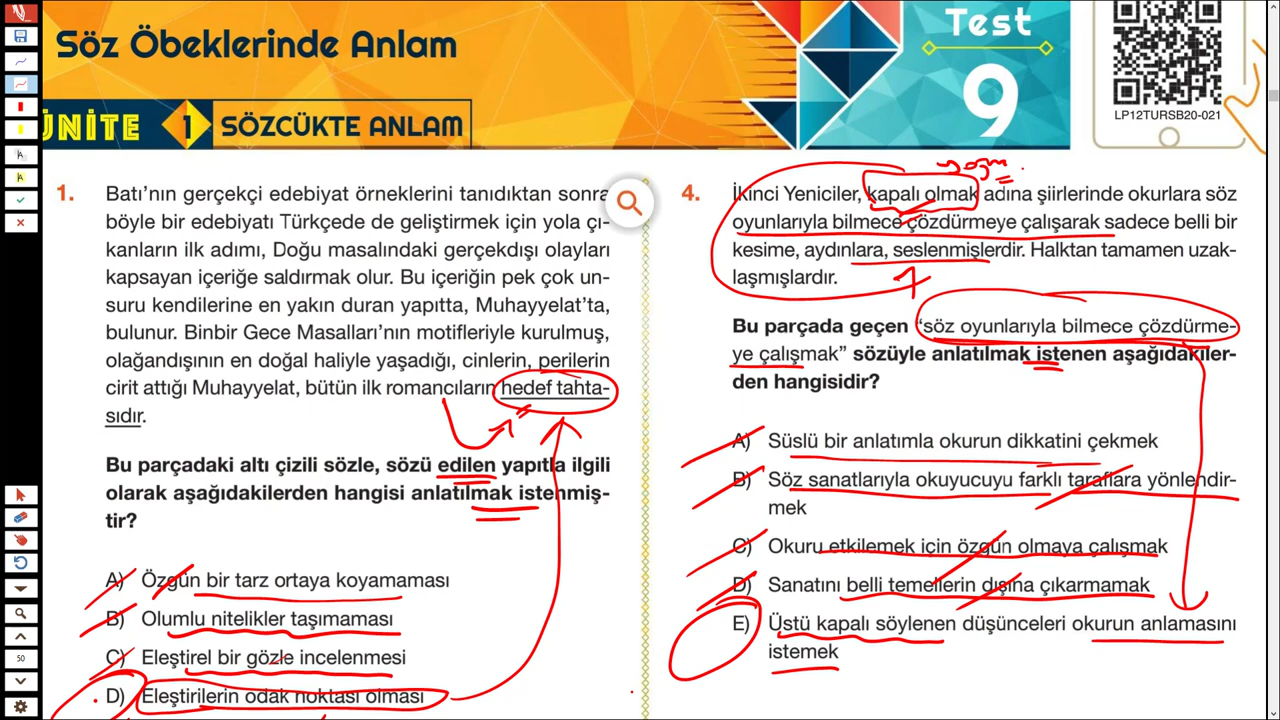 Söz Öbeklerinde Anlam
Test
9
LP12TURSB20-021
ÜNİTE 1 SÖZCÜKTE ANLAM
1. Batı’nın gerçekçi edebiyat örneklerini tanıdıktan sonra
böyle bir edebiyatı Türkçede de geliştirmek için yola çı-
kanların ilk adımı, Doğu masalındaki gerçekdışı olayları
kapsayan içeriğe saldırmak olur. Bu içeriğin pek çok un-
suru kendilerine en yakın duran yapıtta, Muhayyelat’ta,
bulunur. Binbir Gece Masalları’nın motifleriyle kurulmuş,
olağandışının en doğal haliyle yaşadığı, cinlerin, perilerin
cirit attığı Muhayyelat, bütün ilk romancıların hedef tahta-
sıdır.
Bu parçadaki altı çizili sözle, sözü edilen yapıtla ilgili
olarak aşağıdakilerden hangisi anlatılmak istenmiş-
tir?
A) Özgün bir tarz ortaya koyamaması
B) Olumlu nitelikler taşımaması
C) Eleştirel bir gözle incelenmesi
D) Eleştirilerin odak noktası olması
4. İkinci Yeniciler, kapalı olmak adına şiirlerinde okurlara söz
oyunlarıyla bilmece çözdürmeye çalışarak sadece belli bir
kesime, aydınlara, seslenmişlerdir. Halktan tamamen uzak-
laşmışlardır.
Bu parçada geçen “söz oyunlarıyla bilmece çözdürme-
ye çalışmak” sözüyle anlatılmak istenen aşağıdakiler-
den hangisidir?
A) Süslü bir anlatımla okurun dikkatini çekmek
B) Söz sanatlarıyla okuyucuyu farklı taraflara yönlendir-
mek
C) Okuru etkilemek için özgün olmaya çalışmak
D) Sanatını belli temellerin dışına çıkarmamak
E) Üstü kapalı söylenen düşünceleri okurun anlamasını
istemek
50